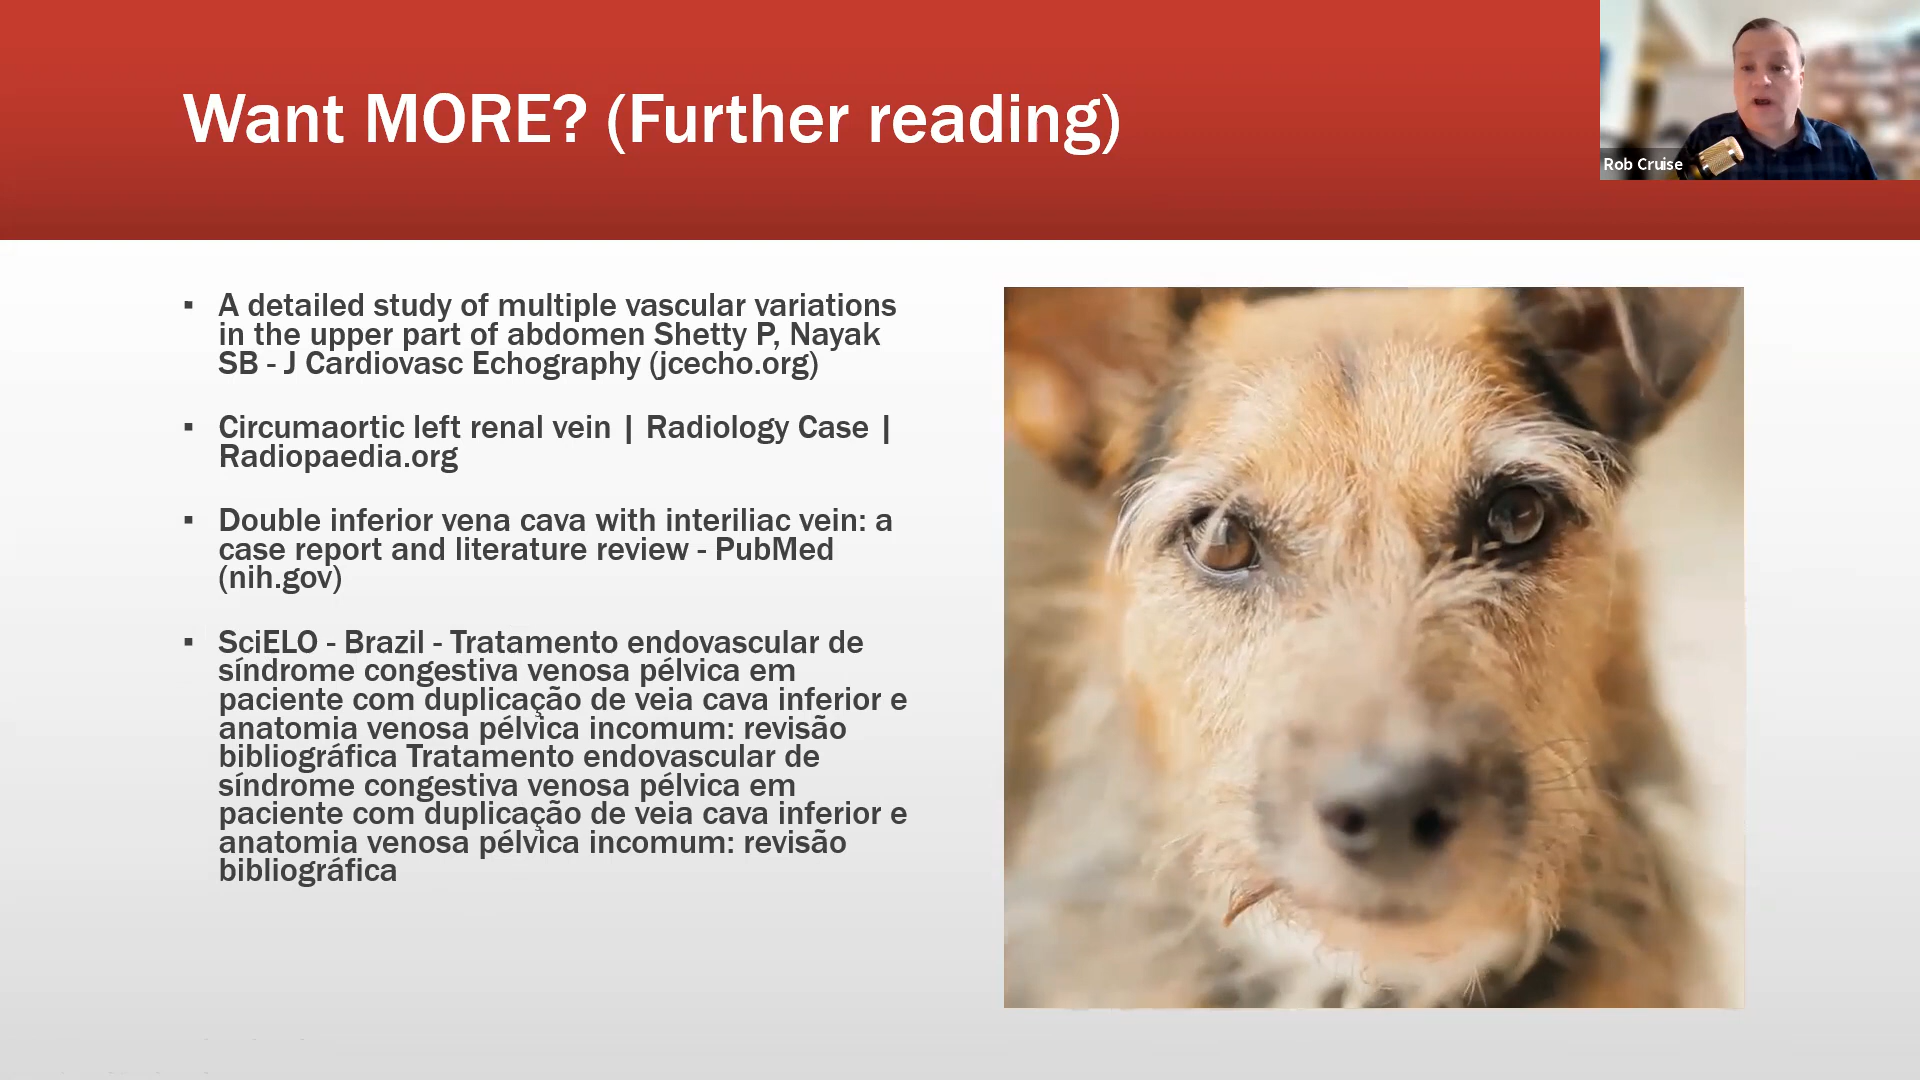 Want MORE? (Further reading)
Rob Cruise
▪ A detailed study of multiple vascular variations
in the upper part of abdomen Shetty P, Nayak
SB - J Cardiovasc Echography (jcecho.org)
▪ Circumaortic left renal vein | Radiology Case |
Radiopaedia.org
▪ Double inferior vena cava with interiliac vein: a
case report and literature review - PubMed
(nih.gov)
▪ SciELO - Brazil - Tratamento endovascular de
síndrome congestiva venosa pélvica em
paciente com duplicação de veia cava inferior e
anatomia venosa pélvica incomum: revisão
bibliográfica Tratamento endovascular de
síndrome congestiva venosa pélvica em
paciente com duplicação de veia cava inferior e
anatomia venosa pélvica incomum: revisão
bibliográfica